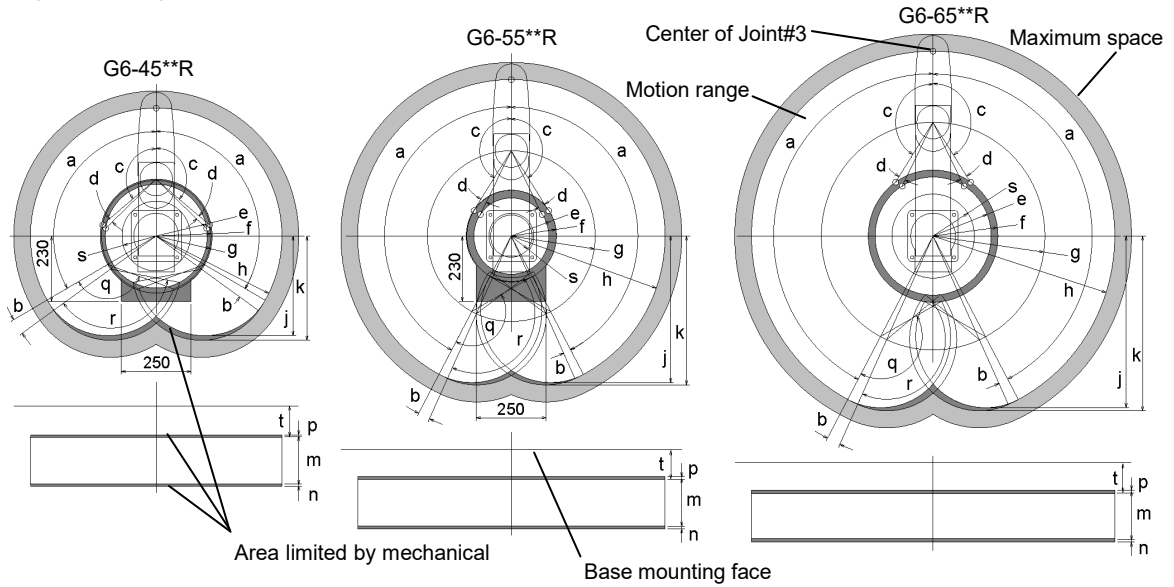 G6-45**R
G6-55**R
G6-65**R
Center of Joint#3
Maximum space
Motion range
a
c
c
a
d
d
e
f
s
g
h
230
q
b
b
r
j
k
250
t
p
m
n
a
c
c
a
d
d
e
f
g
s
h
230
q
r
b
b
j
k
250
t
p
m
n
a
c
c
a
d
d
s
e
f
g
h
q
r
b
b
j
k
t
p
m
n
Area limited by mechanical
Base mounting face